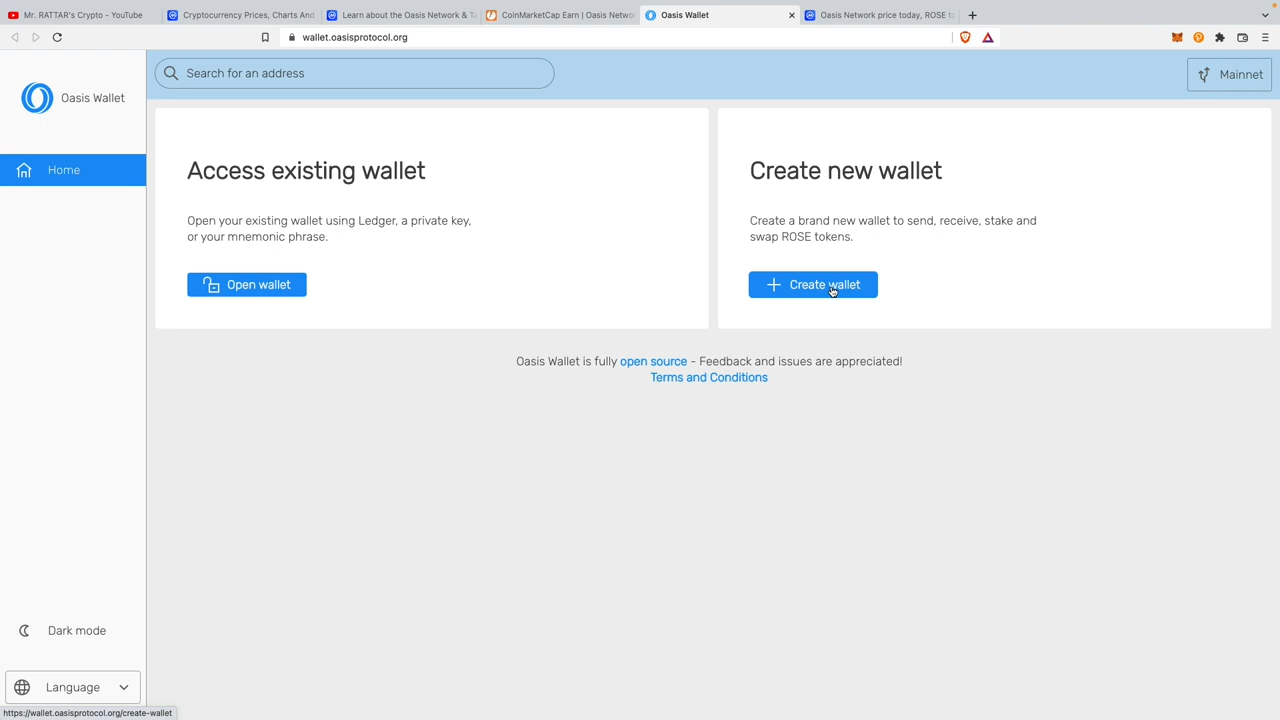 Mr. RATTAR's Crypto - YouTube
Cryptocurrency Prices, Charts And
Learn about the Oasis Network & T
CoinMarketCap Earn | Oasis Netwo
Oasis Wallet
Oasis Network price today, ROSE t
wallet.oasisprotocol.org
Oasis Wallet
Search for an address
Mainnet
Home
Access existing wallet
Open your existing wallet using Ledger, a private key,
or your mnemonic phrase.
Open wallet
Create new wallet
Create a brand new wallet to send, receive, stake and
swap ROSE tokens.
Create wallet
Oasis Wallet is fully open source - Feedback and issues are appreciated!
Terms and Conditions
Dark mode
Language
https://wallet.oasisprotocol.org/create-wallet